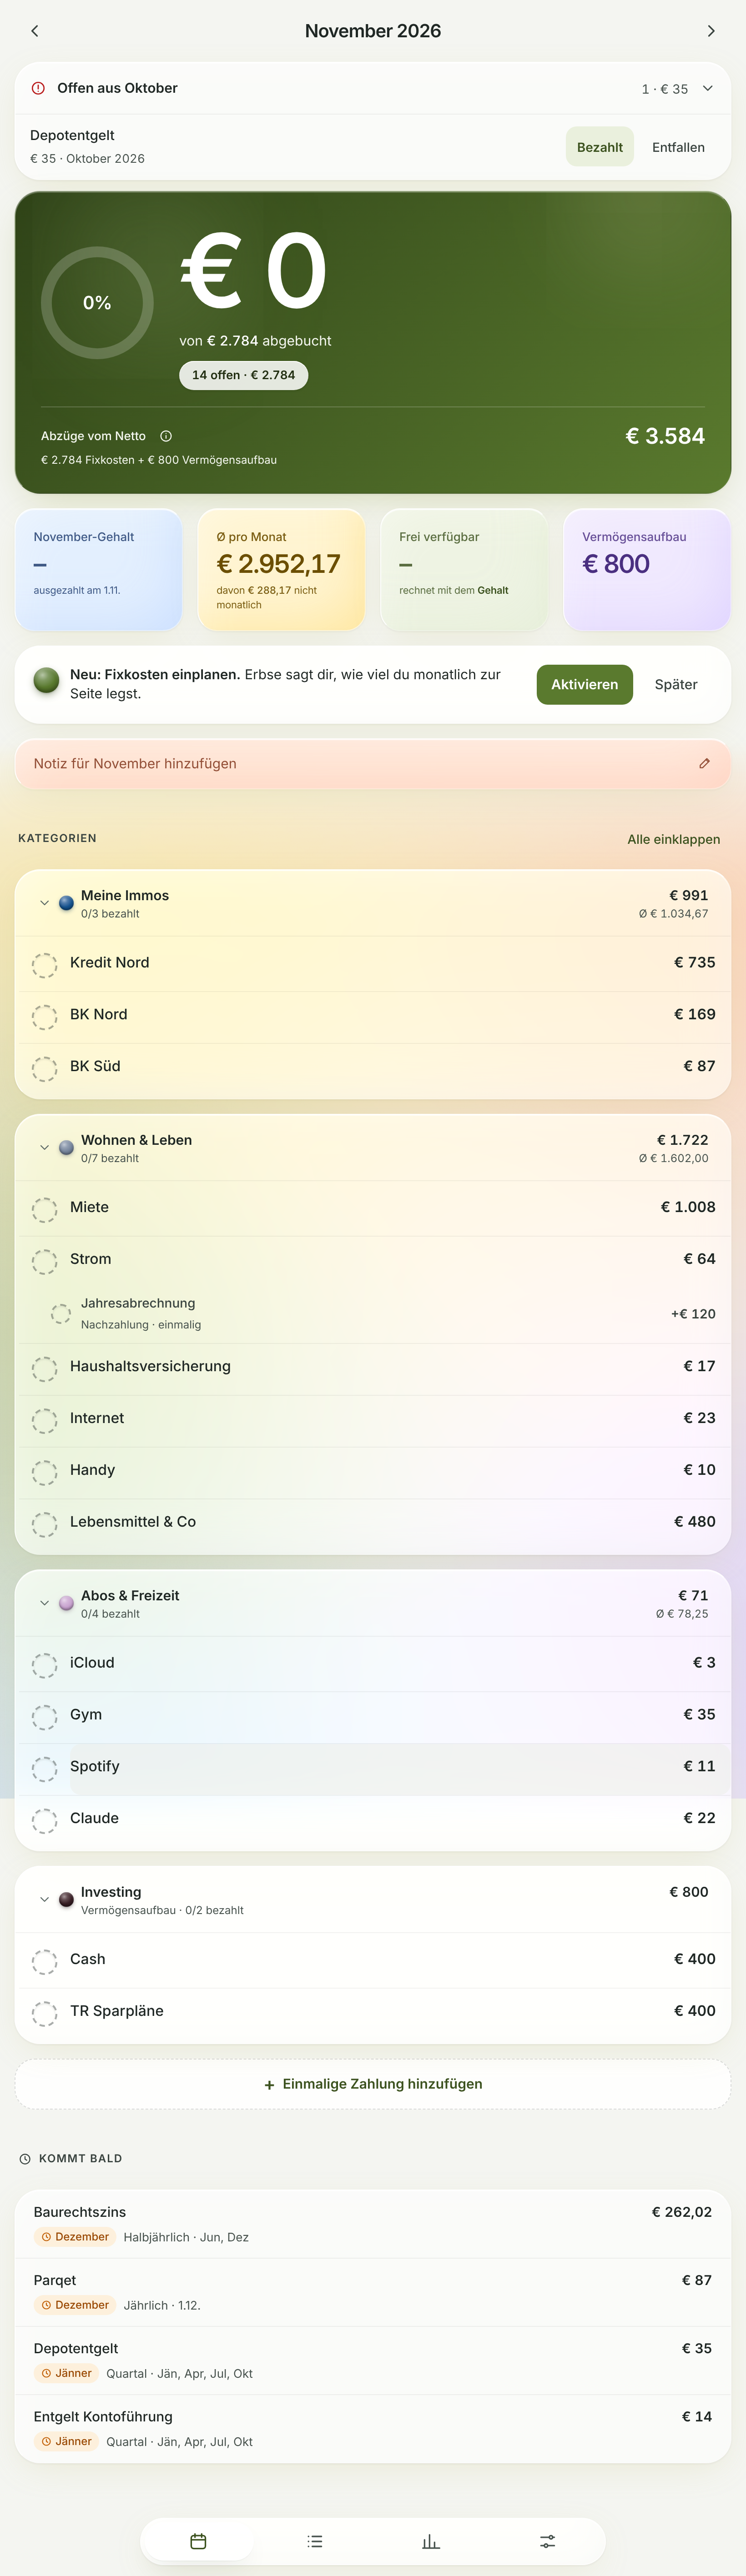 November 2026
Offen aus Oktober
1 · € 35
Depotentgelt
€ 35 · Oktober 2026
Bezahlt
Entfallen
0%
€ 0
von € 2.784 abgebucht
14 offen · € 2.784
Abzüge vom Netto
€ 3.584
€ 2.784 Fixkosten + € 800 Vermögensaufbau
November-Gehalt
–
ausgezahlt am 1.11.
Ø pro Monat
€ 2.952,17
davon € 288,17 nicht
monatlich
Frei verfügbar
–
rechnet mit dem Gehalt
Vermögensaufbau
€ 800
Neu: Fixkosten einplanen. Erbse sagt dir, wie viel du monatlich zur
Seite legst.
Aktivieren
Später
Notiz für November hinzufügen
KATEGORIEN
Alle einklappen
Meine Immos
€ 991
0/3 bezahlt
Ø € 1.034,67
Kredit Nord
€ 735
BK Nord
€ 169
BK Süd
€ 87
Wohnen & Leben
€ 1.722
0/7 bezahlt
Ø € 1.602,00
Miete
€ 1.008
Strom
€ 64
Jahresabrechnung
Nachzahlung · einmalig
+€ 120
Haushaltsversicherung
€ 17
Internet
€ 23
Handy
€ 10
Lebensmittel & Co
€ 480
Abos & Freizeit
€ 71
0/4 bezahlt
Ø € 78,25
iCloud
€ 3
Gym
€ 35
Spotify
€ 11
Claude
€ 22
Investing
€ 800
Vermögensaufbau · 0/2 bezahlt
Cash
€ 400
TR Sparpläne
€ 400
+ Einmalige Zahlung hinzufügen
KOMMT BALD
Baurechtszins
€ 262,02
Dezember
Halbjährlich · Jun, Dez
Parqet
€ 87
Dezember
Jährlich · 1.12.
Depotentgelt
€ 35
Jänner
Quartal · Jän, Apr, Jul, Okt
Entgelt Kontoführung
€ 14
Jänner
Quartal · Jän, Apr, Jul, Okt